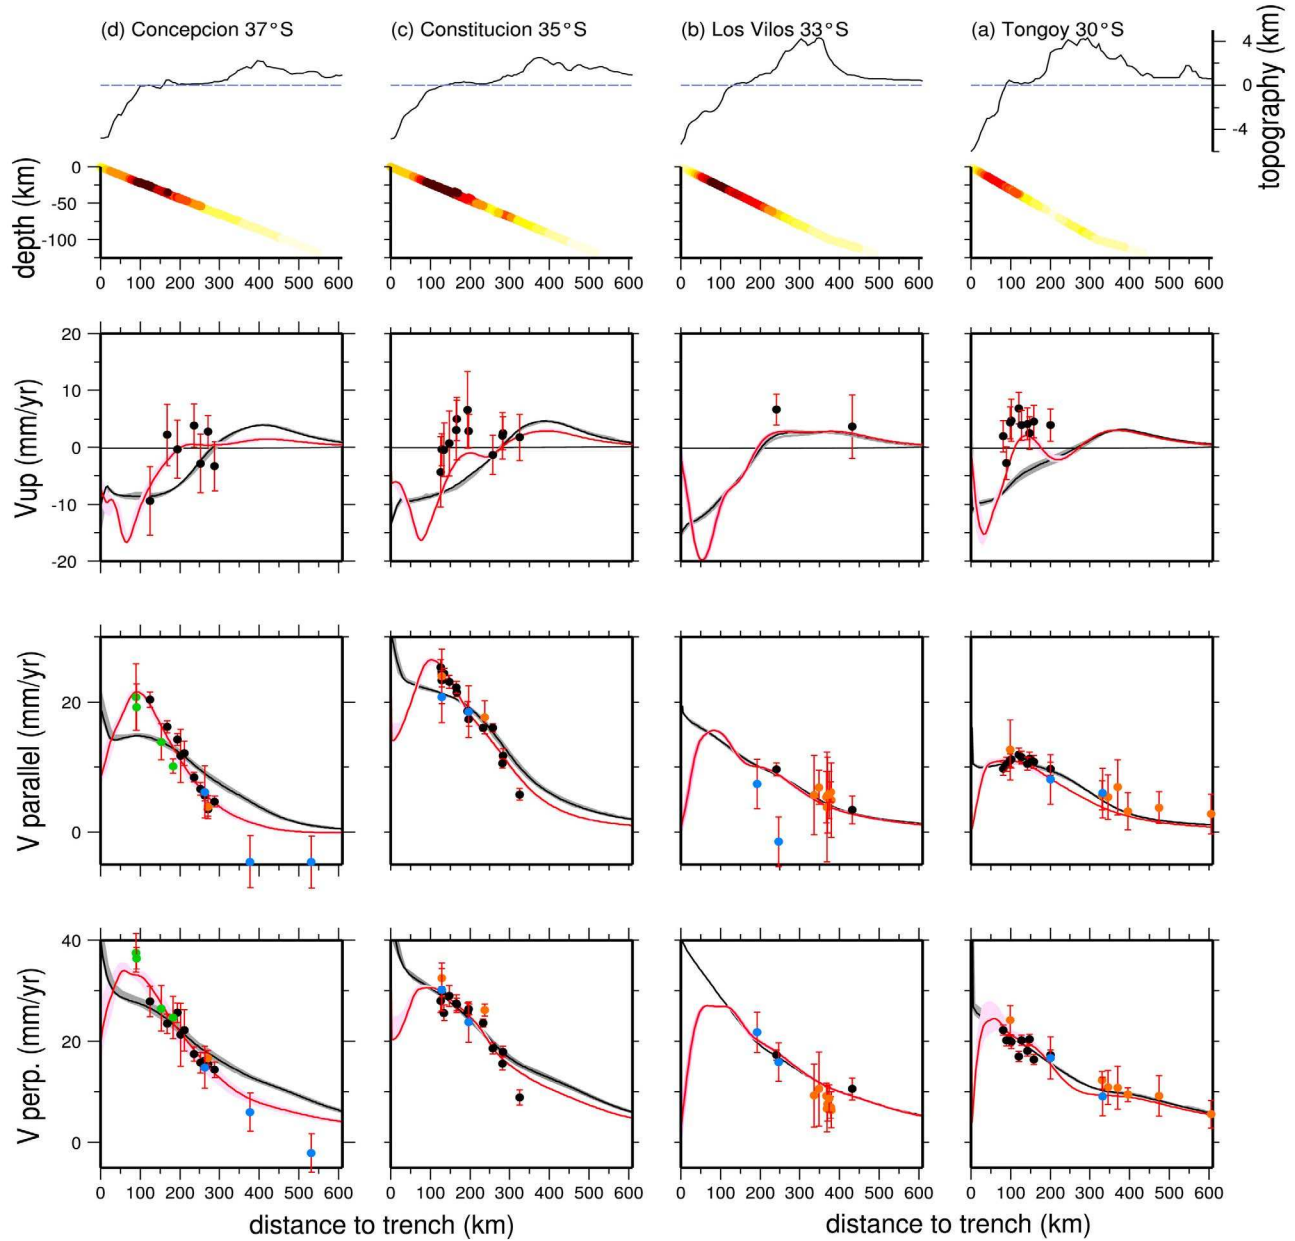 (d) Concepcion 37°S
(c) Constitucion 35°S
(b) Los Vilos 33°S
(a) Tongoy 30°S
4
0
-4
topography (km)
0
-50
-100
depth (km)
0 100 200 300 400 500 600
0 100 200 300 400 500 600
0 100 200 300 400 500 600
0 100 200 300 400 500 600
20
10
0
-10
-20
Vup (mm/yr)
20
0
V parallel (mm/yr)
40
20
0
V perp. (mm/yr)
0 100 200 300 400 500 600
0 100 200 300 400 500 600
0 100 200 300 400 500 600
0 100 200 300 400 500 600
distance to trench (km)
distance to trench (km)